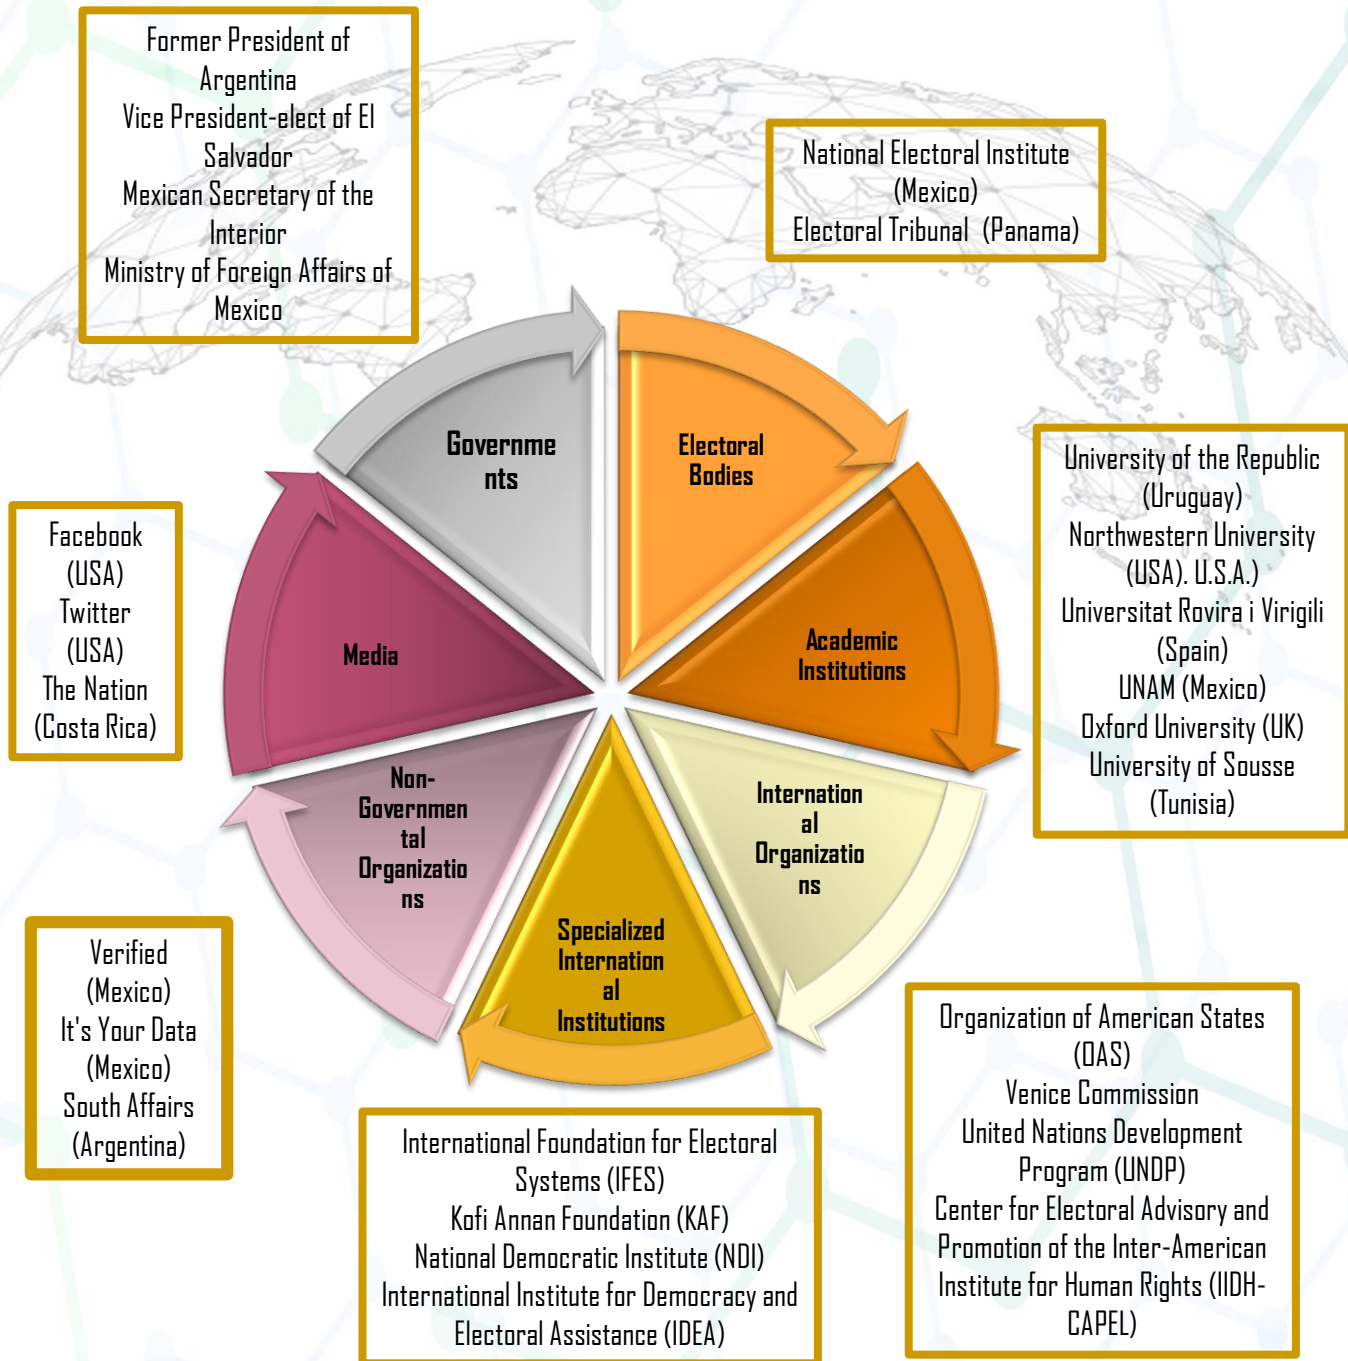 Former President of
Argentina
Vice President-elect of El
Salvador
Mexican Secretary of the
Interior
Ministry of Foreign Affairs of
Mexico
National Electoral Institute
(Mexico)
Electoral Tribunal (Panama)
Governme
nts
Electoral
Bodies
University of the Republic
(Uruguay)
Northwestern University
(USA). U.S.A.)
Universitat Rovira i Virigili
(Spain)
UNAM (Mexico)
Oxford University (UK)
University of Sousse
(Tunisia)
Facebook
(USA)
Twitter
(USA)
The Nation
(Costa Rica)
Media
Academic
Institutions
Non-
Governmen
tal
Organizatio
ns
Internation
al
Organizatio
ns
Specialized
Internation
al
Institutions
Verified
(Mexico)
It's Your Data
(Mexico)
South Affairs
(Argentina)
Organization of American States
(OAS)
Venice Commission
United Nations Development
Program (UNDP)
Center for Electoral Advisory and
Promotion of the Inter-American
Institute for Human Rights (IIDH-
CAPEL)
International Foundation for Electoral
Systems (IFES)
Kofi Annan Foundation (KAF)
National Democratic Institute (NDI)
International Institute for Democracy and
Electoral Assistance (IDEA)